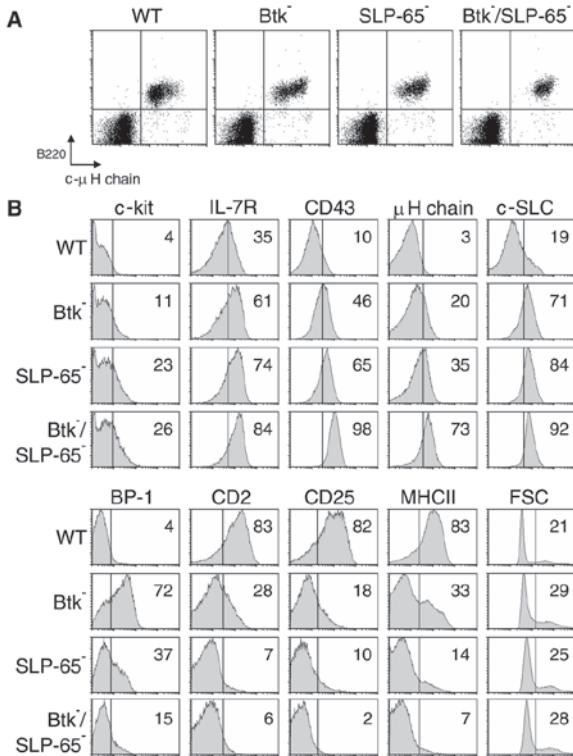 A
WT Btk⁻ SLP-65⁻ Btk⁻/SLP-65⁻
B220
c-μ H chain
B
c-kit IL-7R CD43 μ H chain c-SLC
WT 4 35 10 3 19
Btk⁻ 11 61 46 20 71
SLP-65⁻ 23 74 65 35 84
Btk⁻/
SLP-65⁻ 26 84 98 73 92
BP-1 CD2 CD25 MHCII FSC
WT 4 83 82 83 21
Btk⁻ 72 28 18 33 29
SLP-65⁻ 37 7 10 14 25
Btk⁻/
SLP-65⁻ 15 6 2 7 28